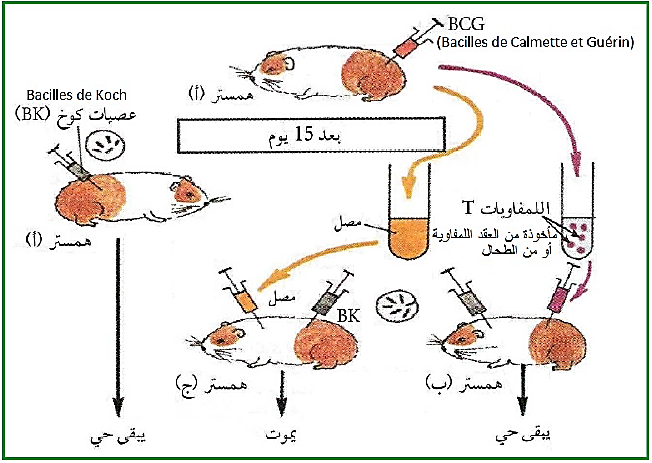 BCG
(Bacilles de Calmette et Guérin)
همستر (أ)
Bacilles de Koch
عصيات كوخ (BK)
بعد 15 يوم
همستر (أ)
مصل
اللمفاويات T
مأخوذة من العقد اللمفاوية
أو من الطحال
مصل
BK
همستر (ج)
همستر (ب)
يبقى حي
يموت
يبقى حي